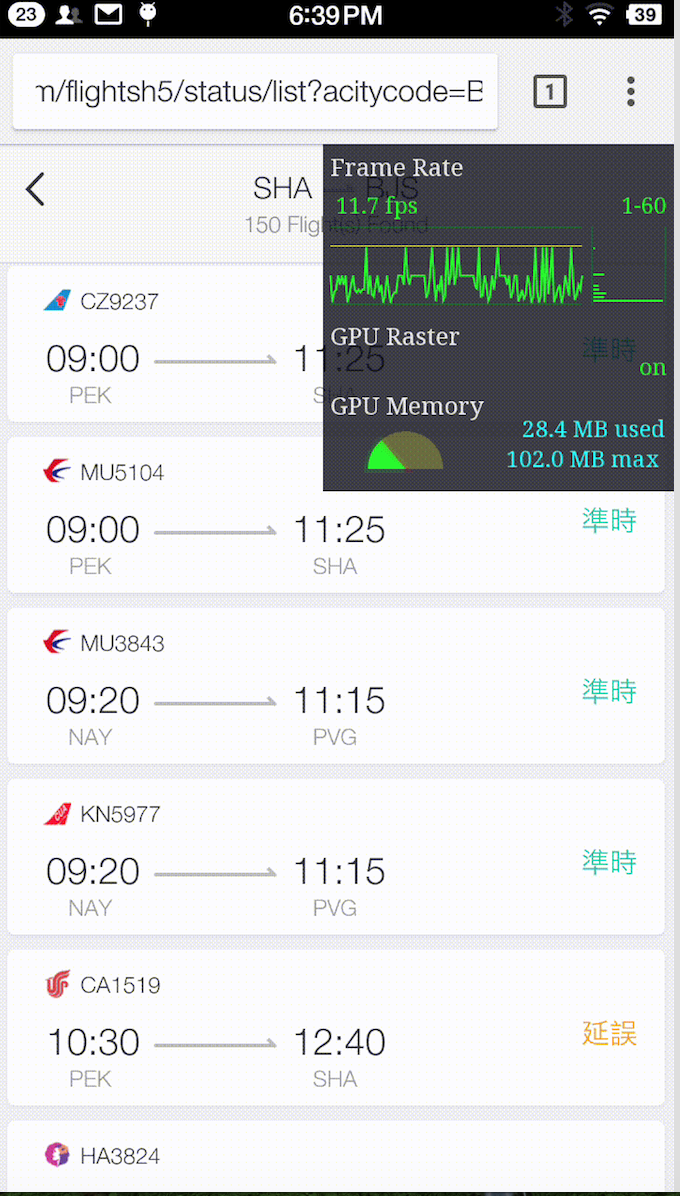 23
6:39 PM
39
m/flightsh5/status/list?acitycode=B
1
SHA BJS
150 Flight(s) Found
Frame Rate
11.7 fps 1-60
GPU Raster
on
GPU Memory
28.4 MB used
102.0 MB max
CZ9237
09:00 11:25 準時
PEK SHA
MU5104
09:00 11:25 準時
PEK SHA
MU3843
09:20 11:15 準時
NAY PVG
KN5977
09:20 11:15 準時
NAY PVG
CA1519
10:30 12:40 延誤
PEK SHA
HA3824